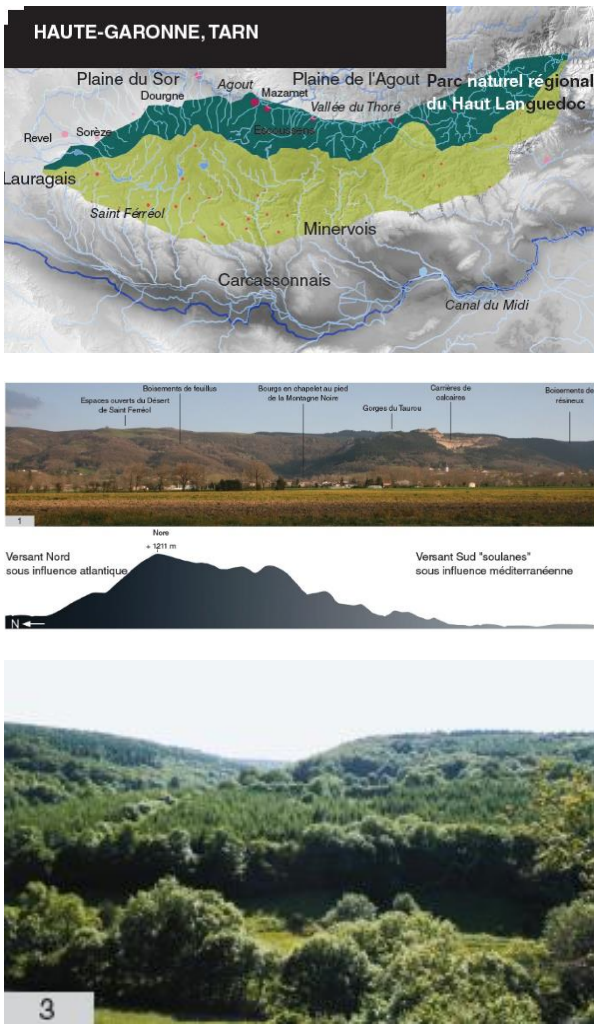 HAUTE-GARONNE, TARN
Plaine du Sor
Agout
Plaine de l'Agout
Parc naturel régional
du Haut Languedoc
Dourgne
Mazamet
Vallée du Thoré
Escoussens
Revel
Sorèze
Lauragais
Saint Férréol
Minervois
Carcassonnais
Canal du Midi
Espaces ouverts du Désert
de Saint Ferréol
Boisements de feuillus
Bourgs en chapelet au pied
de la Montagne Noire
Gorges du Taurou
Carrières de
calcaires
Boisements de
résineux
1
Nore
+ 1211 m
Versant Nord
sous influence atlantique
Versant Sud "soulanes"
sous influence méditerranéenne
N
3